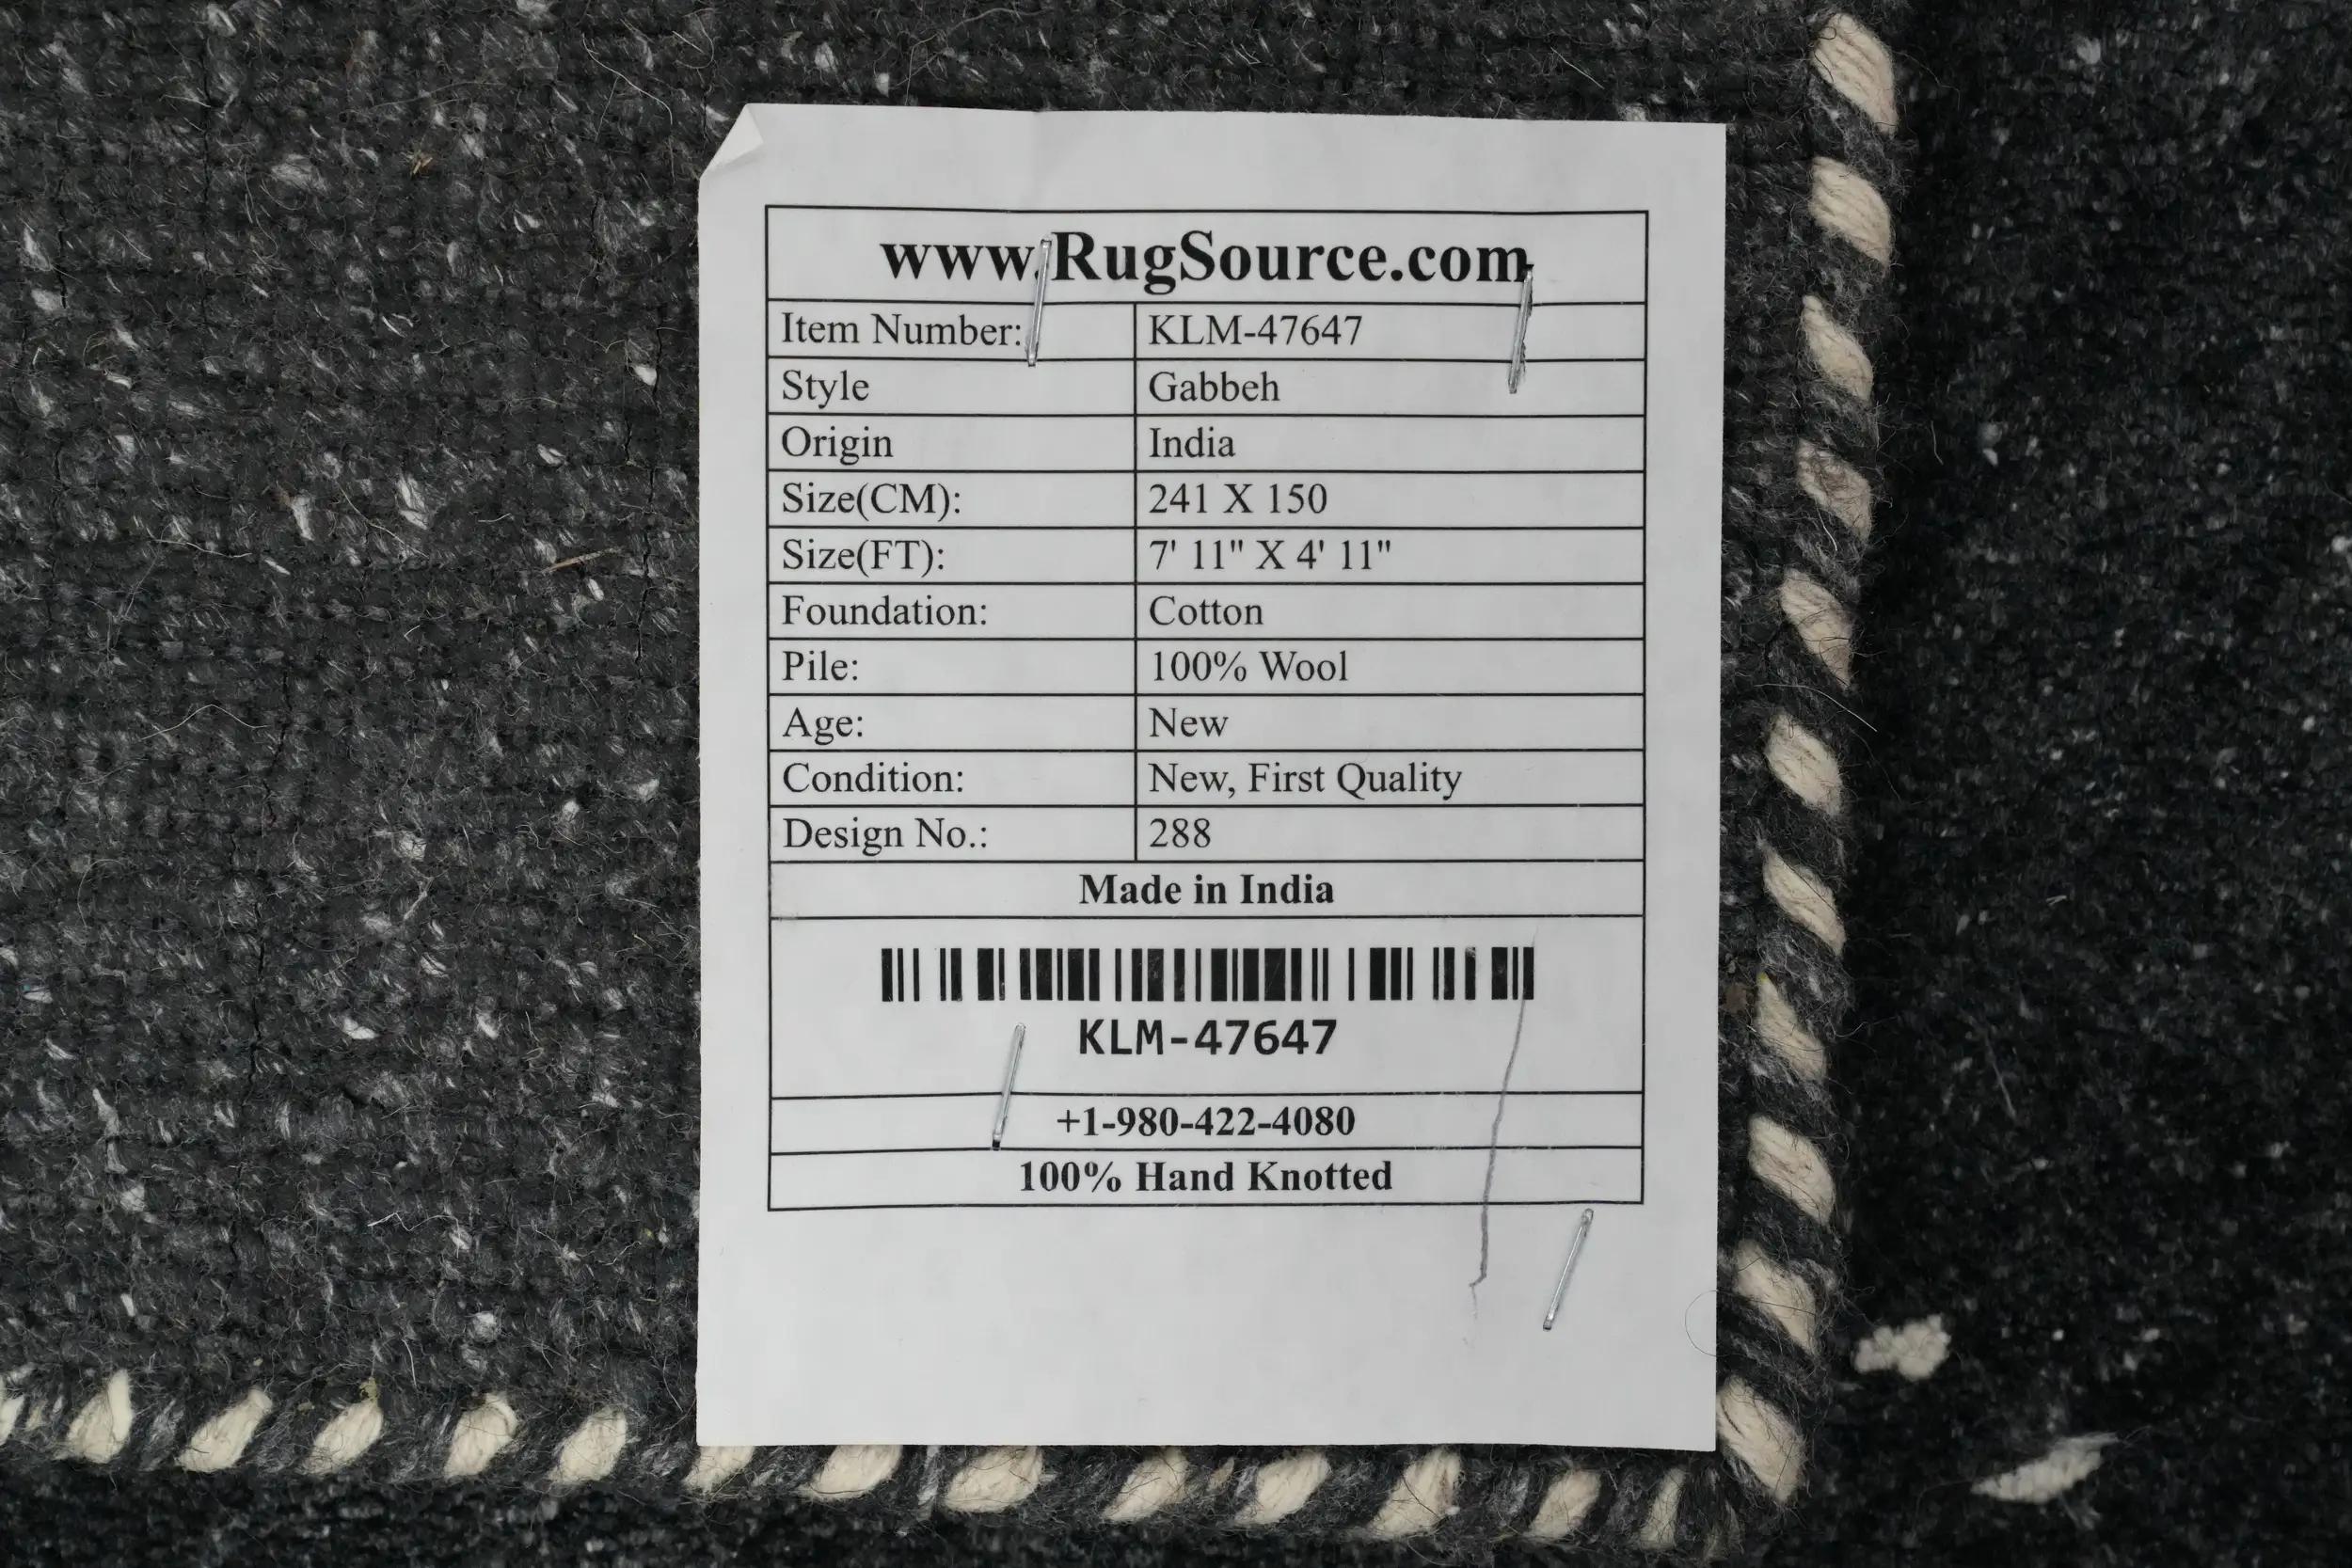 www.RugSource.com
Item Number: KLM-47647
Style Gabbeh
Origin India
Size(CM): 241 X 150
Size(FT): 7' 11" X 4' 11"
Foundation: Cotton
Pile: 100% Wool
Age: New
Condition: New, First Quality
Design No.: 288
Made in India
KLM-47647
+1-980-422-4080
100% Hand Knotted